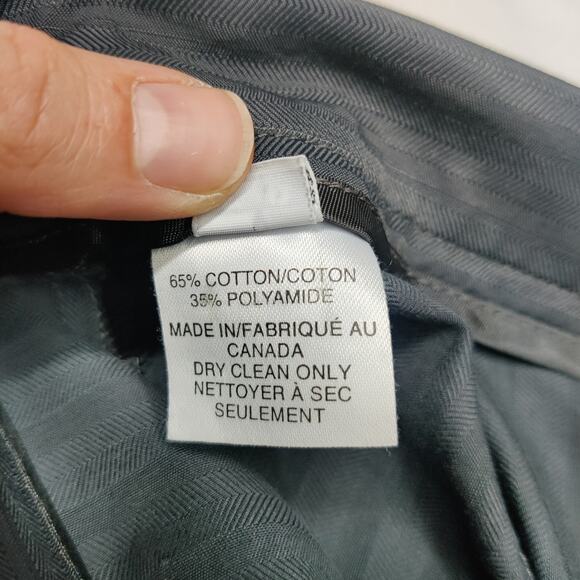 65% COTTON/COTON
35% POLYAMIDE
MADE IN/FABRIQUÉ AU
CANADA
DRY CLEAN ONLY
NETTOYER À SEC
SEULEMENT